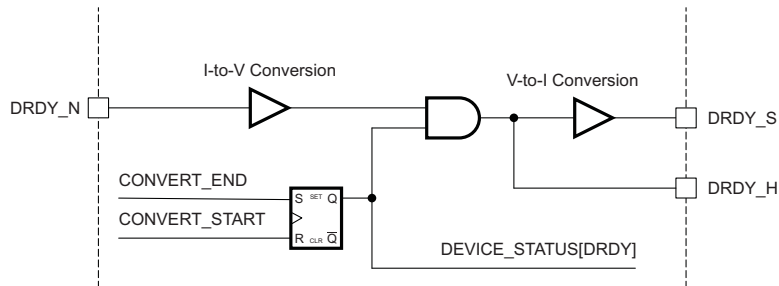 I-to-V Conversion
V-to-I Conversion
DRDY_N
DRDY_S
DRDY_H
CONVERT_END
S SET Q
CONVERT_START
R CLR Q̅
DEVICE_STATUS[DRDY]